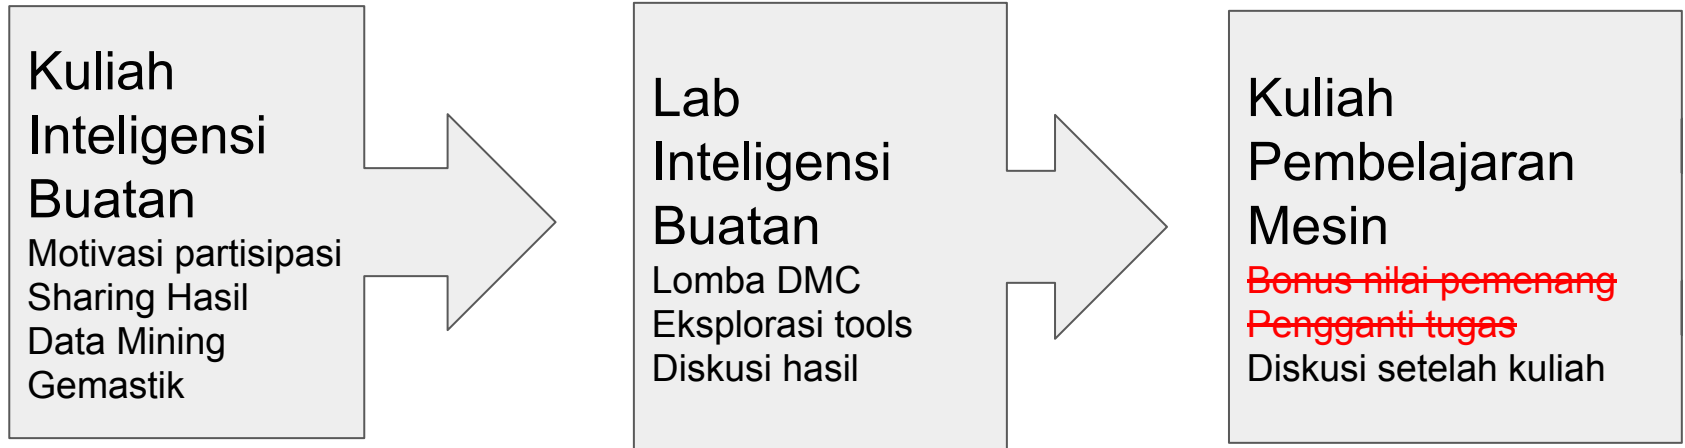 Kuliah
Inteligensi
Buatan
Motivasi partisipasi
Sharing Hasil
Data Mining
Gemastik
Lab
Inteligensi
Buatan
Lomba DMC
Eksplorasi tools
Diskusi hasil
Kuliah
Pembelajaran
Mesin
Bonus nilai pemenang
Pengganti tugas
Diskusi setelah kuliah